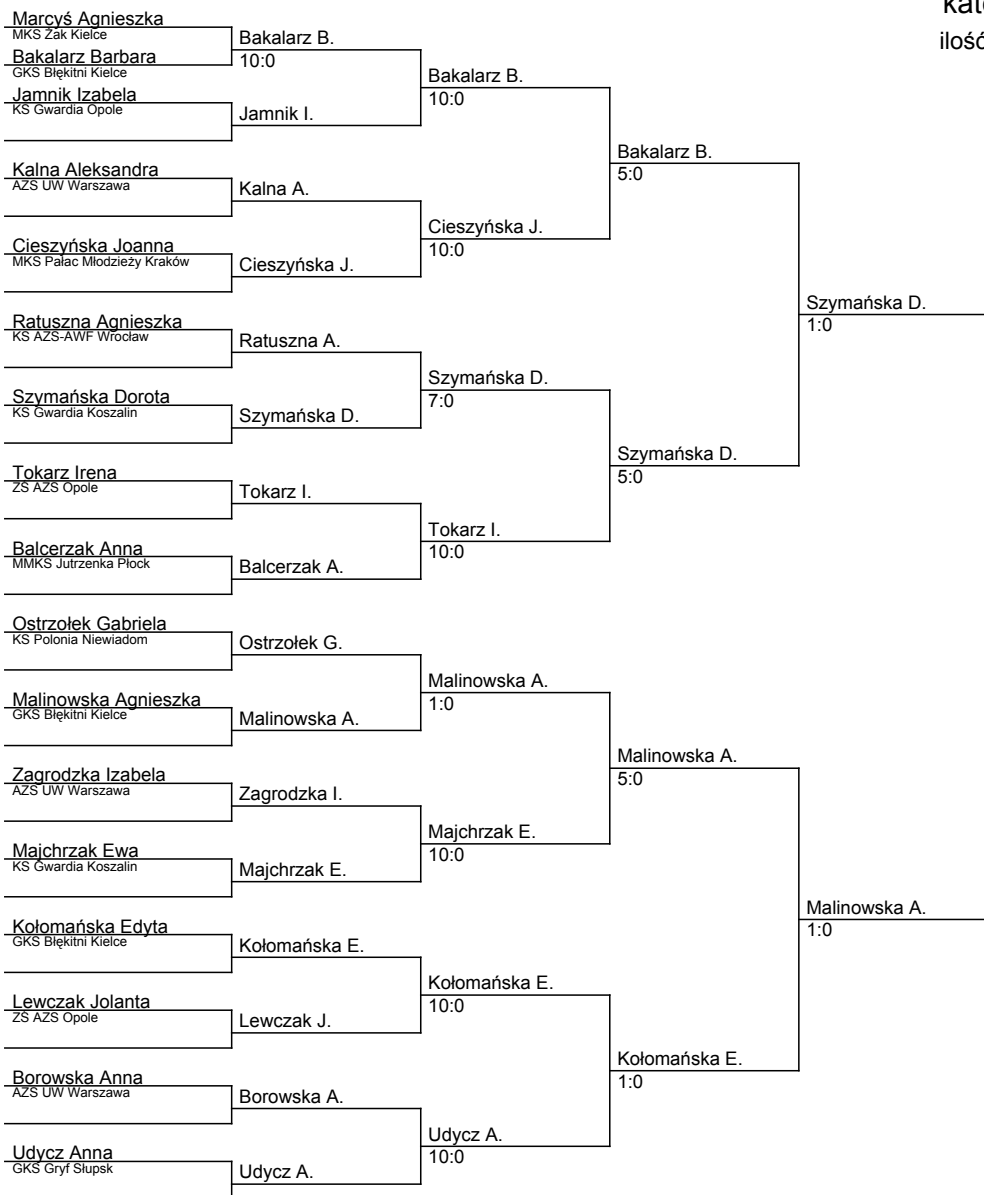 kat
ilość
Marcyś Agnieszka
MKS Żak Kielce
Bakalarz Barbara
GKS Błękitni Kielce
Jamnik Izabela
KS Gwardia Opole
Kalna Aleksandra
AZS UW Warszawa
Cieszyńska Joanna
MKS Pałac Młodzieży Kraków
Ratuszna Agnieszka
KS AZS-AWF Wrocław
Szymańska Dorota
KS Gwardia Koszalin
Tokarz Irena
ZŚ AZS Opole
Balcerzak Anna
MMKS Jutrzenka Płock
Ostrzołek Gabriela
KS Polonia Niewiadom
Malinowska Agnieszka
GKS Błękitni Kielce
Zagrodzka Izabela
AZS UW Warszawa
Majchrzak Ewa
KS Gwardia Koszalin
Kołomańska Edyta
GKS Błękitni Kielce
Lewczak Jolanta
ZŚ AZS Opole
Borowska Anna
AZS UW Warszawa
Udycz Anna
GKS Gryf Słupsk
Bakalarz B.
10:0
Jamnik I.
Kalna A.
Cieszyńska J.
Ratuszna A.
Szymańska D.
Tokarz I.
Balcerzak A.
Ostrzołek G.
Malinowska A.
Zagrodzka I.
Majchrzak E.
Kołomańska E.
Lewczak J.
Borowska A.
Udycz A.
Bakalarz B.
10:0
Cieszyńska J.
10:0
Szymańska D.
7:0
Tokarz I.
10:0
Malinowska A.
1:0
Majchrzak E.
10:0
Kołomańska E.
10:0
Udycz A.
10:0
Bakalarz B.
5:0
Szymańska D.
5:0
Malinowska A.
5:0
Kołomańska E.
1:0
Szymańska D.
1:0
Malinowska A.
1:0